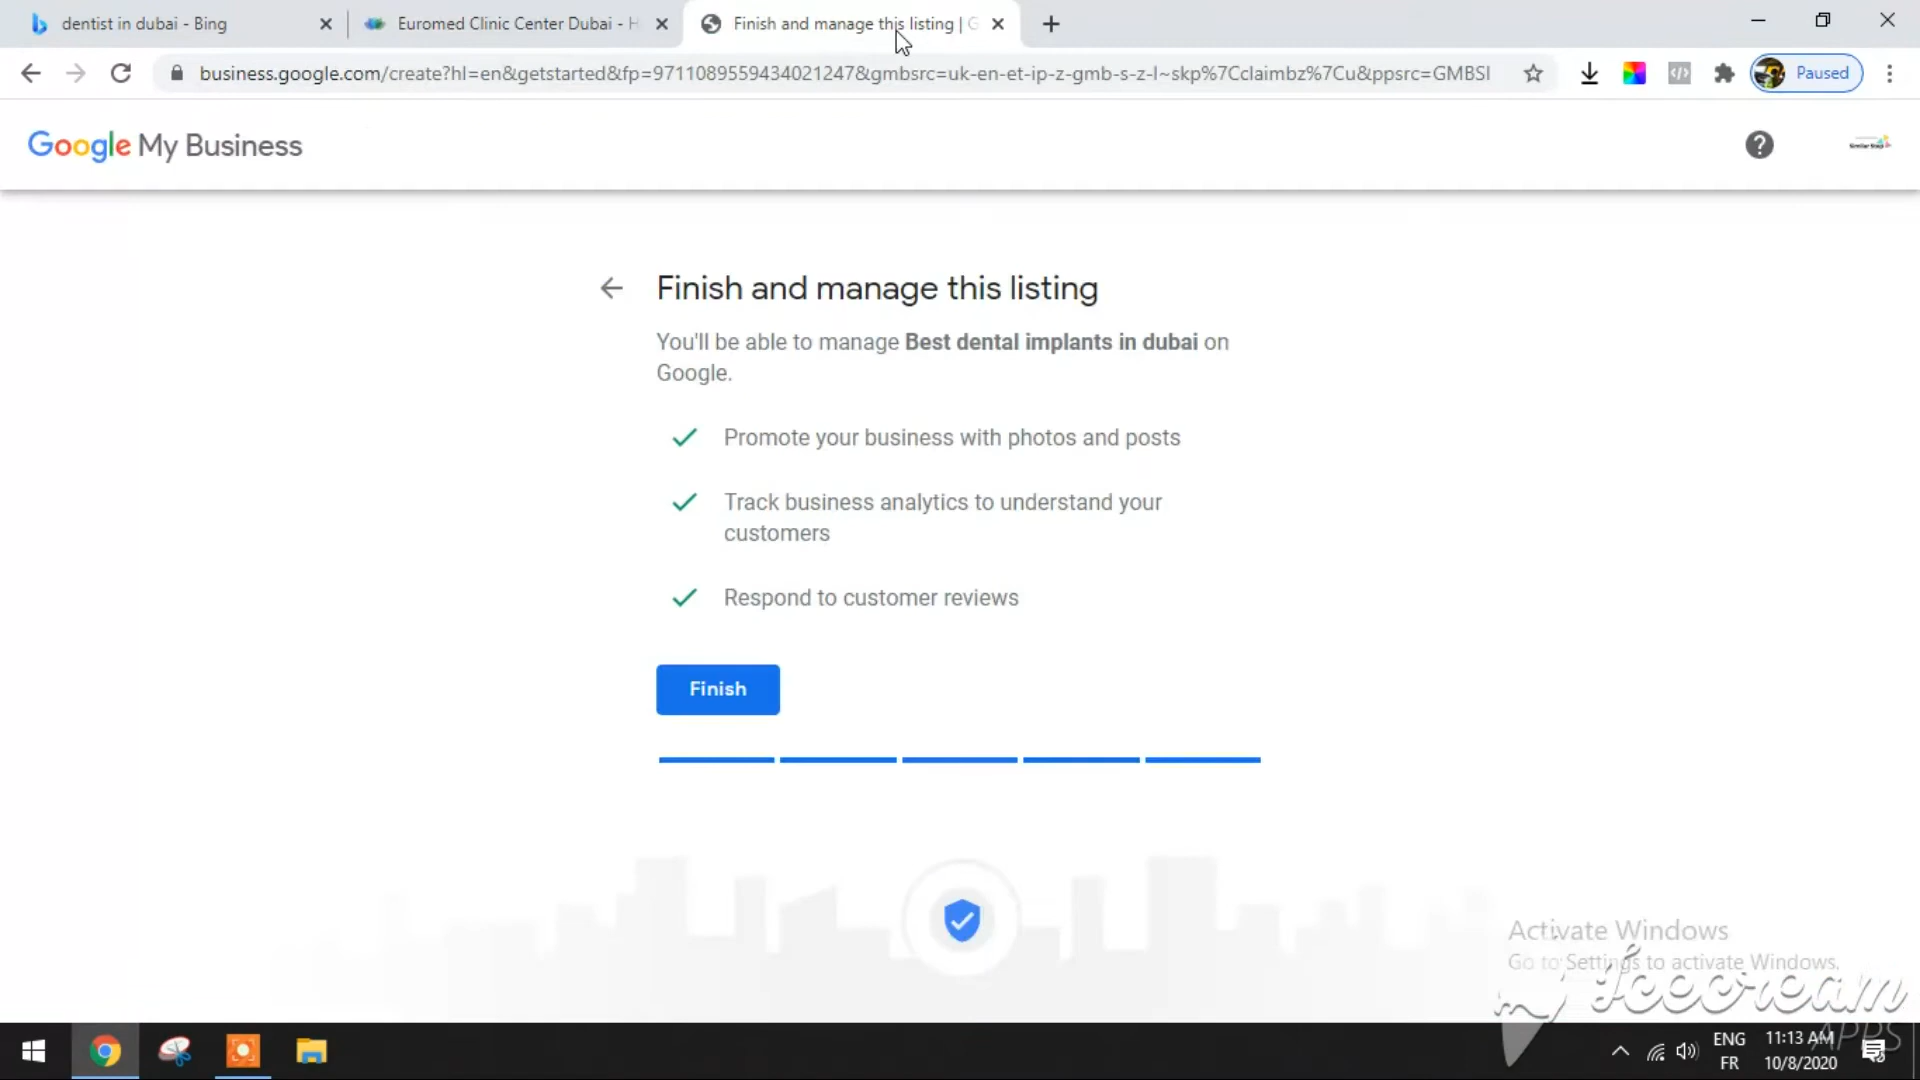 dentist in dubai - Bing
Euromed Clinic Center Dubai - H
Finish and manage this listing | G
business.google.com/create?hl=en&getstarted&fp=9711089559434021247&gmbsrc=uk-en-et-ip-z-gmb-s-z-l~skp%7Cclaimbz%7Cu&ppsrc=GMBSI
Paused
Google My Business
Finish and manage this listing
You'll be able to manage Best dental implants in dubai on
Google.
Promote your business with photos and posts
Track business analytics to understand your
customers
Respond to customer reviews
Finish
Activate Windows
Go to Settings to activate Windows.
Icecream
APPS
ENG
FR
11:13 AM
10/8/2020